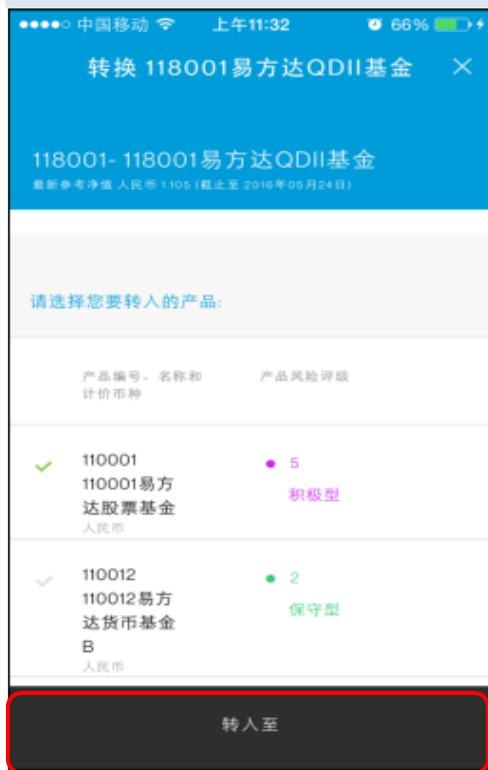 中国移动 上午11:32 66%
转换 118001易方达QDII基金
118001- 118001易方达QDII基金
最新参考净值 人民币 1.105 (截止至 2016年05月24日)
请选择您要转入的产品:
产品编号、名称和 产品风险评级
计价币种
110001 5
110001易方 积极型
达股票基金
人民币
110012 2
110012易方 保守型
达货币基金
B
人民币
转入至